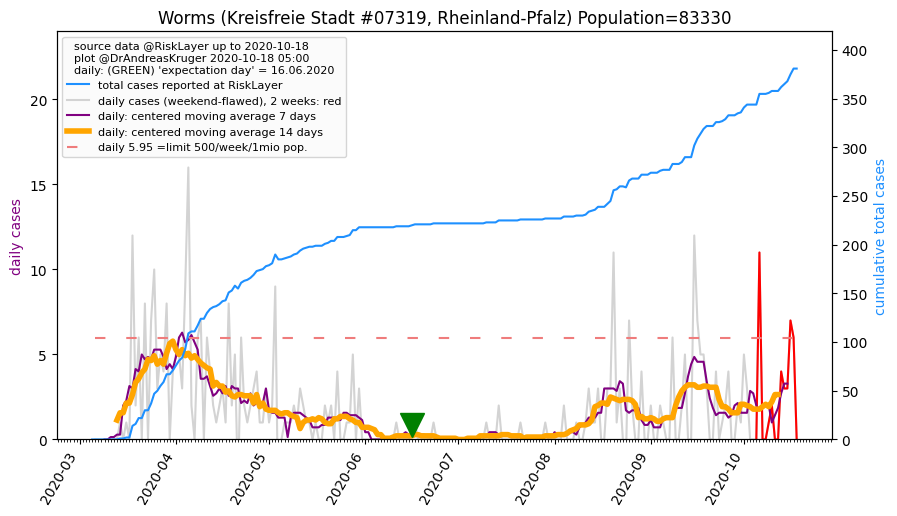 Worms (Kreisfreie Stadt #07319, Rheinland-Pfalz) Population=83330
source data @RiskLayer up to 2020-10-18
plot @DrAndreasKruger 2020-10-18 05:00
daily: (GREEN) 'expectation day' = 16.06.2020
total cases reported at RiskLayer
daily cases (weekend-flawed), 2 weeks: red
daily: centered moving average 7 days
daily: centered moving average 14 days
daily 5.95 =limit 500/week/1mio pop.
daily cases
20
15
10
5
0
cumulative total cases
400
350
300
250
200
150
100
50
0
2020-03
2020-04
2020-05
2020-06
2020-07
2020-08
2020-09
2020-10